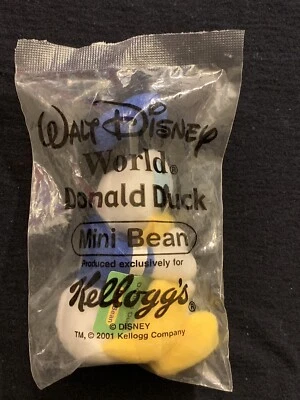 WALT DISNEY
World®
Donald Duck
Mini Bean
Produced exclusively for
Kellogg's®
© DISNEY
TM, © 2001 Kellogg Company